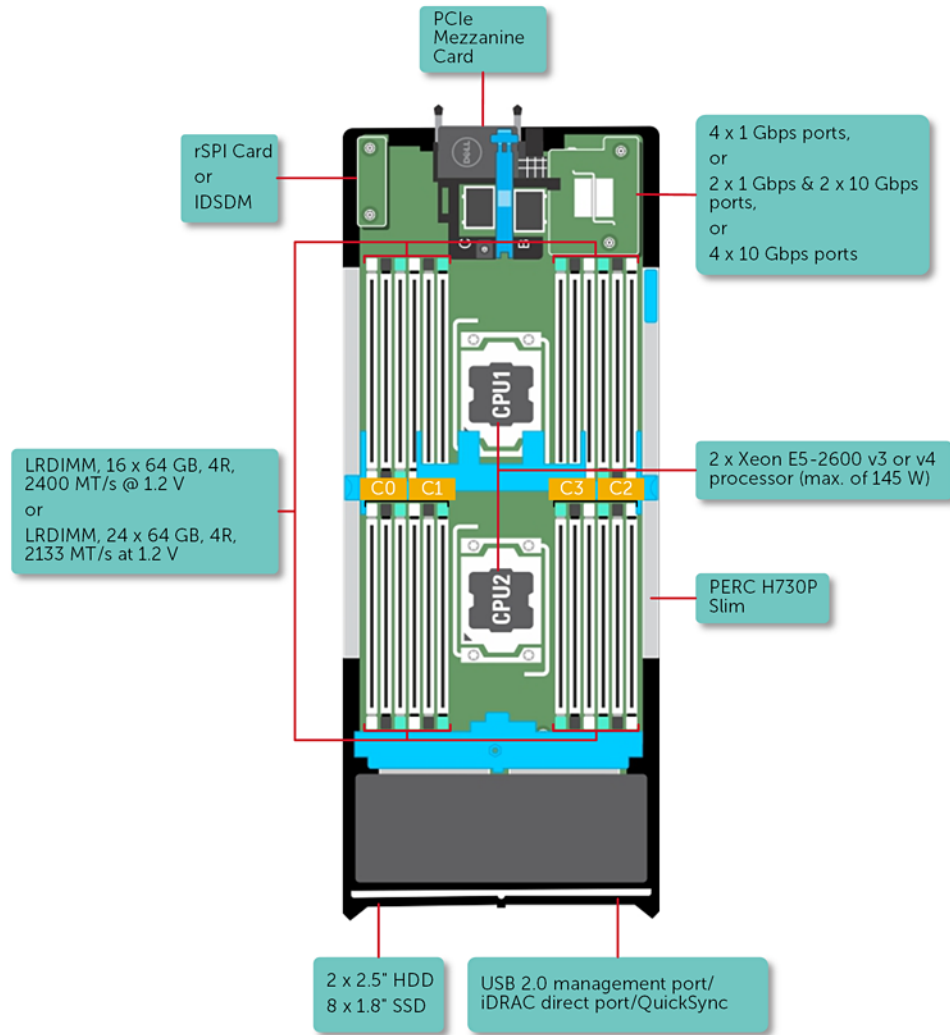 PCIe
Mezzanine
Card
rSPI Card
or
IDSDM
4 x 1 Gbps ports,
or
2 x 1 Gbps & 2 x 10 Gbps
ports,
or
4 x 10 Gbps ports
DELL
C
B
CPU1
LRDIMM, 16 x 64 GB, 4R,
2400 MT/s @ 1.2 V
or
LRDIMM, 24 x 64 GB, 4R,
2133 MT/s at 1.2 V
C0
C1
C3
C2
2 x Xeon E5-2600 v3 or v4
processor (max. of 145 W)
CPU2
PERC H730P
Slim
2 x 2.5" HDD
8 x 1.8" SSD
USB 2.0 management port/
iDRAC direct port/QuickSync